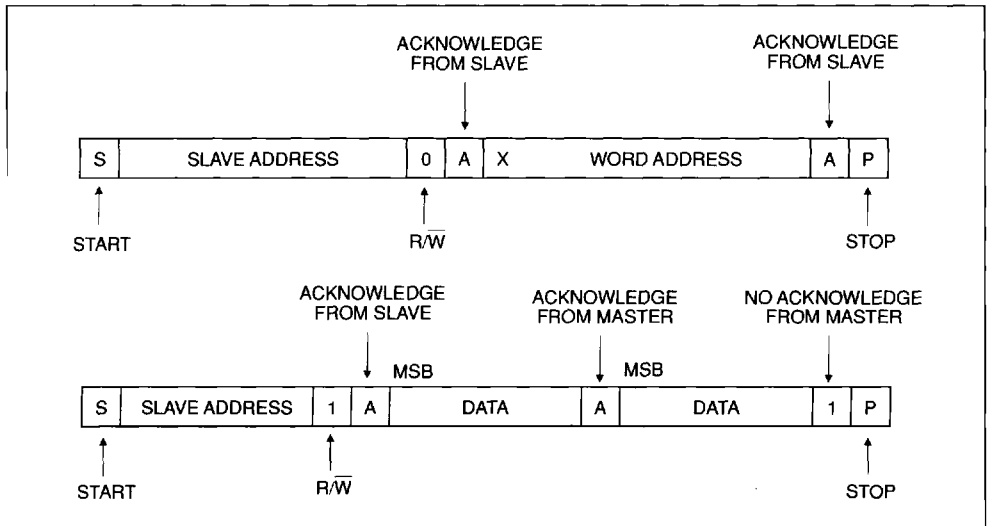 ACKNOWLEDGE ACKNOWLEDGE
FROM SLAVE FROM SLAVE
S SLAVE ADDRESS 0 A X WORD ADDRESS A P
START R/W̅ STOP
ACKNOWLEDGE ACKNOWLEDGE NO ACKNOWLEDGE
FROM SLAVE FROM MASTER FROM MASTER
MSB MSB
S SLAVE ADDRESS 1 A DATA A DATA 1 P
START R/W̅ STOP